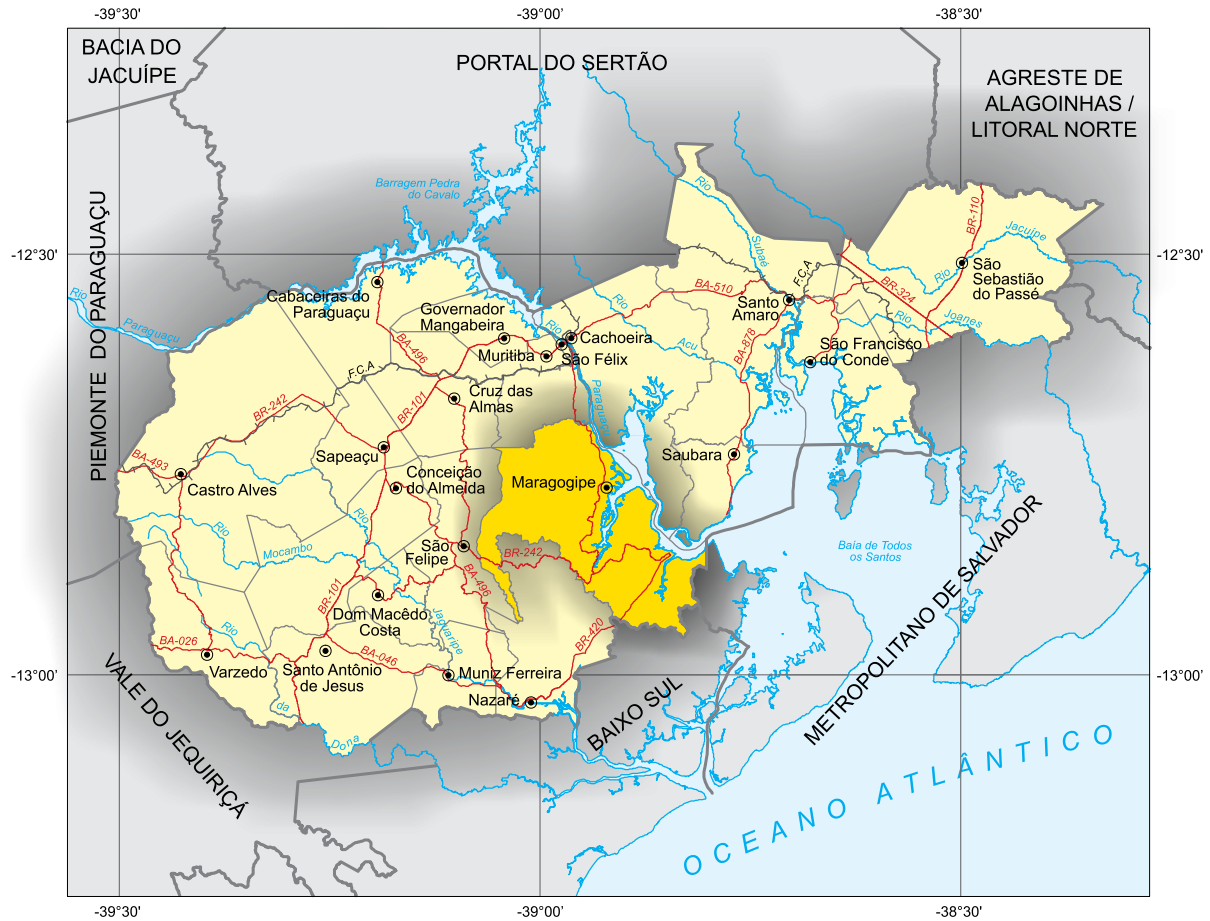 -39°30'
-39°00'
-38°30'
BACIA DO
JACUÍPE
PORTAL DO SERTÃO
AGRESTE DE
ALAGOINHAS /
LITORAL NORTE
Barragem Pedra
do Cavalo
PIEMONTE DO PARAGUAÇU
Rio
Subaé
BR-110
Jacuípe
Rio
-12°30'
-12°30'
São
Sebastião
do Passé
Cabaceiras do
Paraguaçu
Rio
Paraguaçu
Governador
Mangabeira
Rio
BA-510
Santo
Amaro
F.C.A
BR-324
Rio
Joanes
Muritiba
Rio
Cachoeira
São Félix
Açu
BA-878
São Francisco
do Conde
BA-496
F.C.A
Cruz das
Almas
Paraguaçu
BR-242
BR-101
Sapeaçu
Saubara
BA-493
Castro Alves
Conceição
do Almeida
Maragogipe
Rio
Mocambo
Rio
São
Felipe
BR-242
BA-496
Baía de Todos
os Santos
BR-101
Dom Macêdo
Costa
Jaguaripe
Rio
BR-420
BA-026
BA-046
Varzedo
Santo Antônio
de Jesus
Muniz Ferreira
Nazaré
-13°00'
-13°00'
da
Dona
VALE DO JEQUIRIÇÁ
BAIXO SUL
METROPOLITANO DE SALVADOR
OCEANO ATLÂNTICO
-39°30'
-39°00'
-38°30'